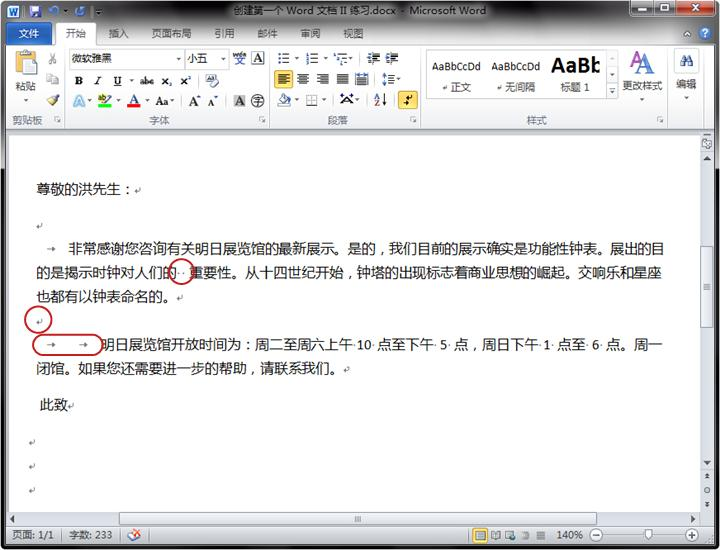 创建第一个 Word 文档 II 练习.docx - Microsoft Word
文件 开始 插入 页面布局 引用 邮件 审阅 视图
微软雅黑 小五 wén文 A
AaBbCcDd AaBbCcDd AaBb
粘贴 B I U abc x₂ x² 更改样式 编辑
正文 无间隔 标题 1
A ab A Aa A A A 字
剪贴板 字体 段落 样式
尊敬的洪先生：
非常感谢您咨询有关明日展览馆的最新展示。是的，我们目前的展示确实是功能性钟表。展出的目
的是揭示时钟对人们的 重要性。从十四世纪开始，钟塔的出现标志着商业思想的崛起。交响乐和星座
也都有以钟表命名的。
明日展览馆开放时间为：周二至周六上午 10 点至下午 5 点，周日下午 1 点至 6 点。周一
闭馆。如果您还需要进一步的帮助，请联系我们。
此致
页面: 1/1 字数: 233 140%